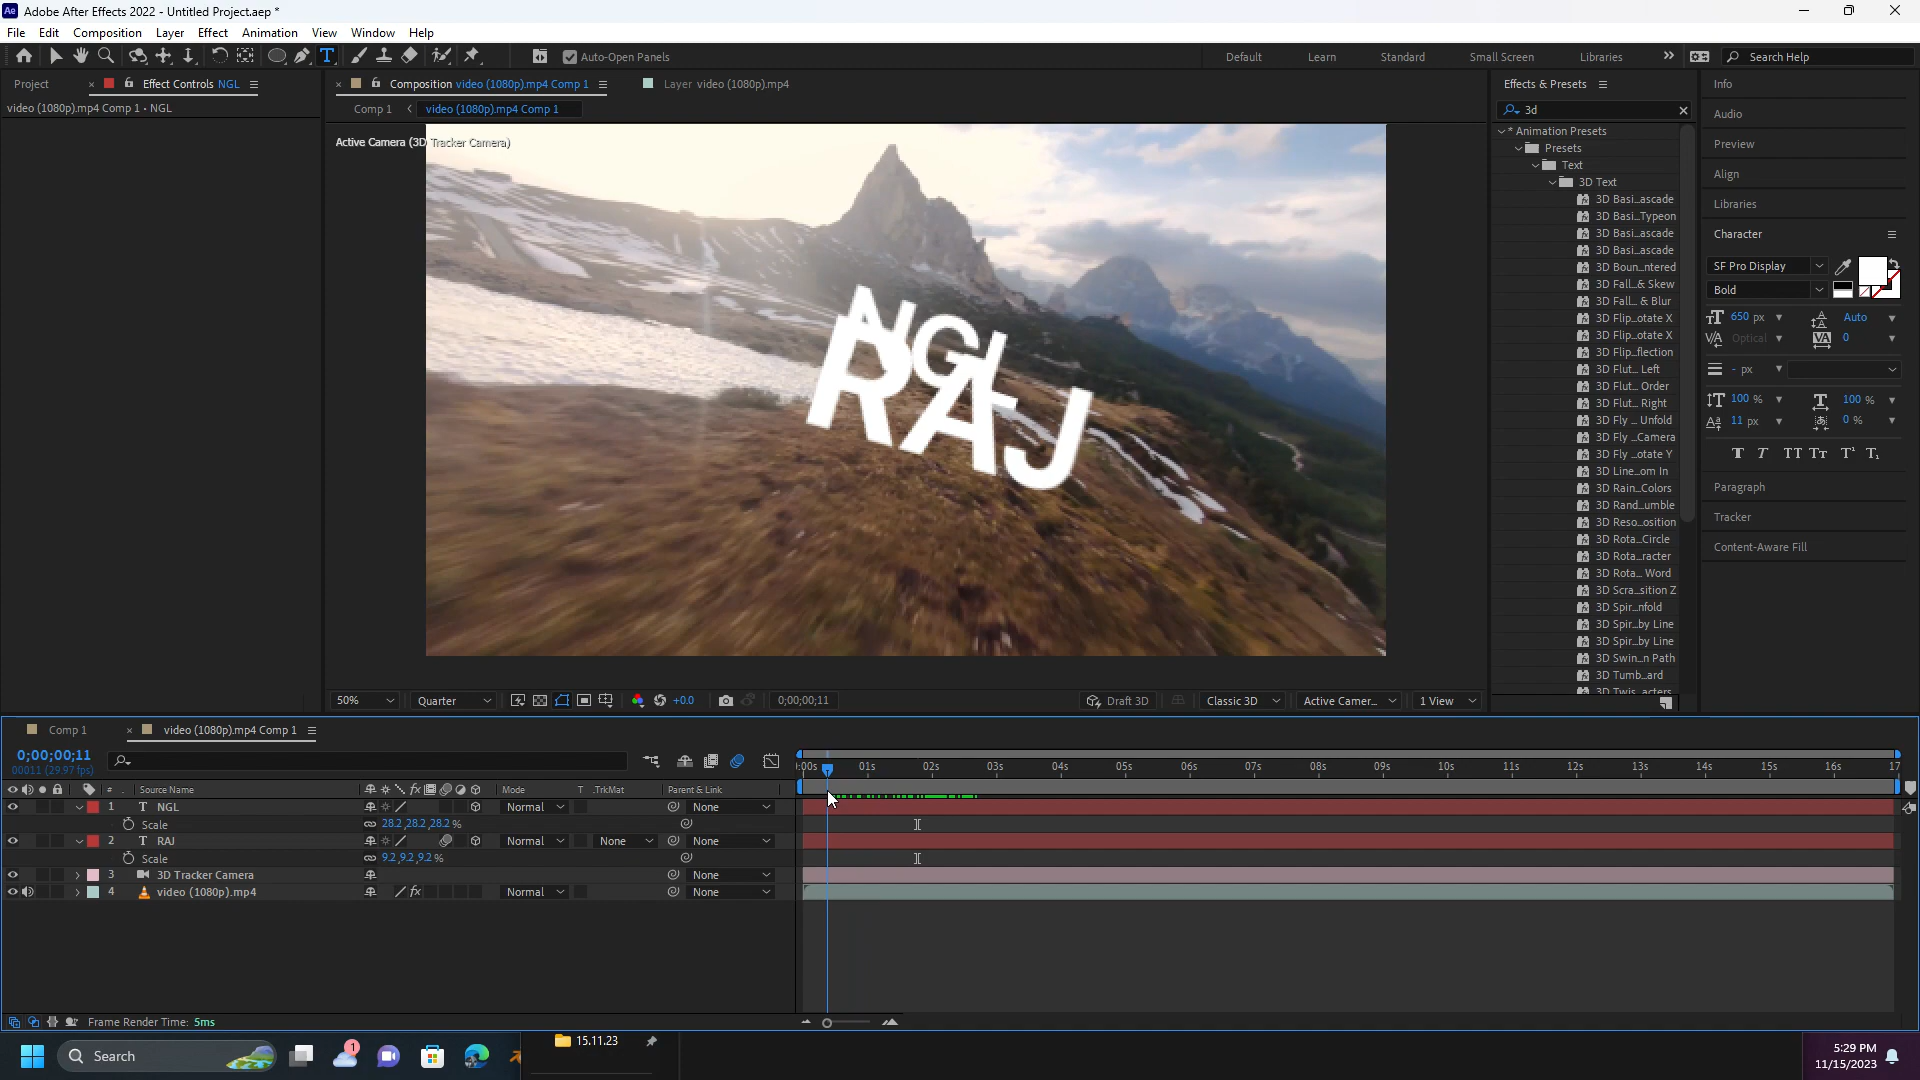 Adobe After Effects 2022 - Untitled Project.aep *
File Edit Composition Layer Effect Animation View Window Help
Auto-Open Panels
Default Learn Standard Small Screen Libraries
Search Help
Project Effect Controls NGL
Composition video (1080p).mp4 Comp 1
Layer video (1080p).mp4
video (1080p).mp4 Comp 1 • NGL
Comp 1 video (1080p).mp4 Comp 1
Active Camera (3D Tracker Camera)
NGL
RAJ
50% Quarter +0.0 0;00;00;11 Draft 3D Classic 3D Active Camer... 1 View
Effects & Presets
3d
* Animation Presets
Presets
Text
3D Text
3D Basi...ascade
3D Basi...Typeon
3D Basi...ascade
3D Basi...ascade
3D Boun...ntered
3D Fall...& Skew
3D Fall... & Blur
3D Flip...otate X
3D Flip...otate X
3D Flip...flection
3D Flut... Left
3D Flut... Order
3D Flut... Right
3D Fly ... Unfold
3D Fly ...Camera
3D Fly ...otate Y
3D Line...om In
3D Rain...Colors
3D Rand...umble
3D Reso...osition
3D Rota...Circle
3D Rota...racter
3D Rota... Word
3D Scra...sition Z
3D Spir...nfold
3D Spir...by Line
3D Spir...by Line
3D Swin...n Path
3D Tumb...ard
3D Twis...acters
Info
Audio
Preview
Align
Libraries
Character
SF Pro Display
Bold
650 px Auto
Optical 0
- px
100 % 100 %
11 px 0 %
T T TT Tt T¹ T₁
Paragraph
Tracker
Content-Aware Fill
Comp 1 video (1080p).mp4 Comp 1
0;00;00;11
00011 (29.97 fps)
:00s 01s 02s 03s 04s 05s 06s 07s 08s 09s 10s 11s 12s 13s 14s 15s 16s 17
# Source Name Mode T .TrkMat Parent & Link
1 T NGL Normal None
Scale 28.2,28.2,28.2 %
2 T RAJ Normal None None
Scale 9.2,9.2,9.2 %
3 3D Tracker Camera None
4 video (1080p).mp4 Normal None
Frame Render Time: 5ms
Search
1
15.11.23
5:29 PM
11/15/2023